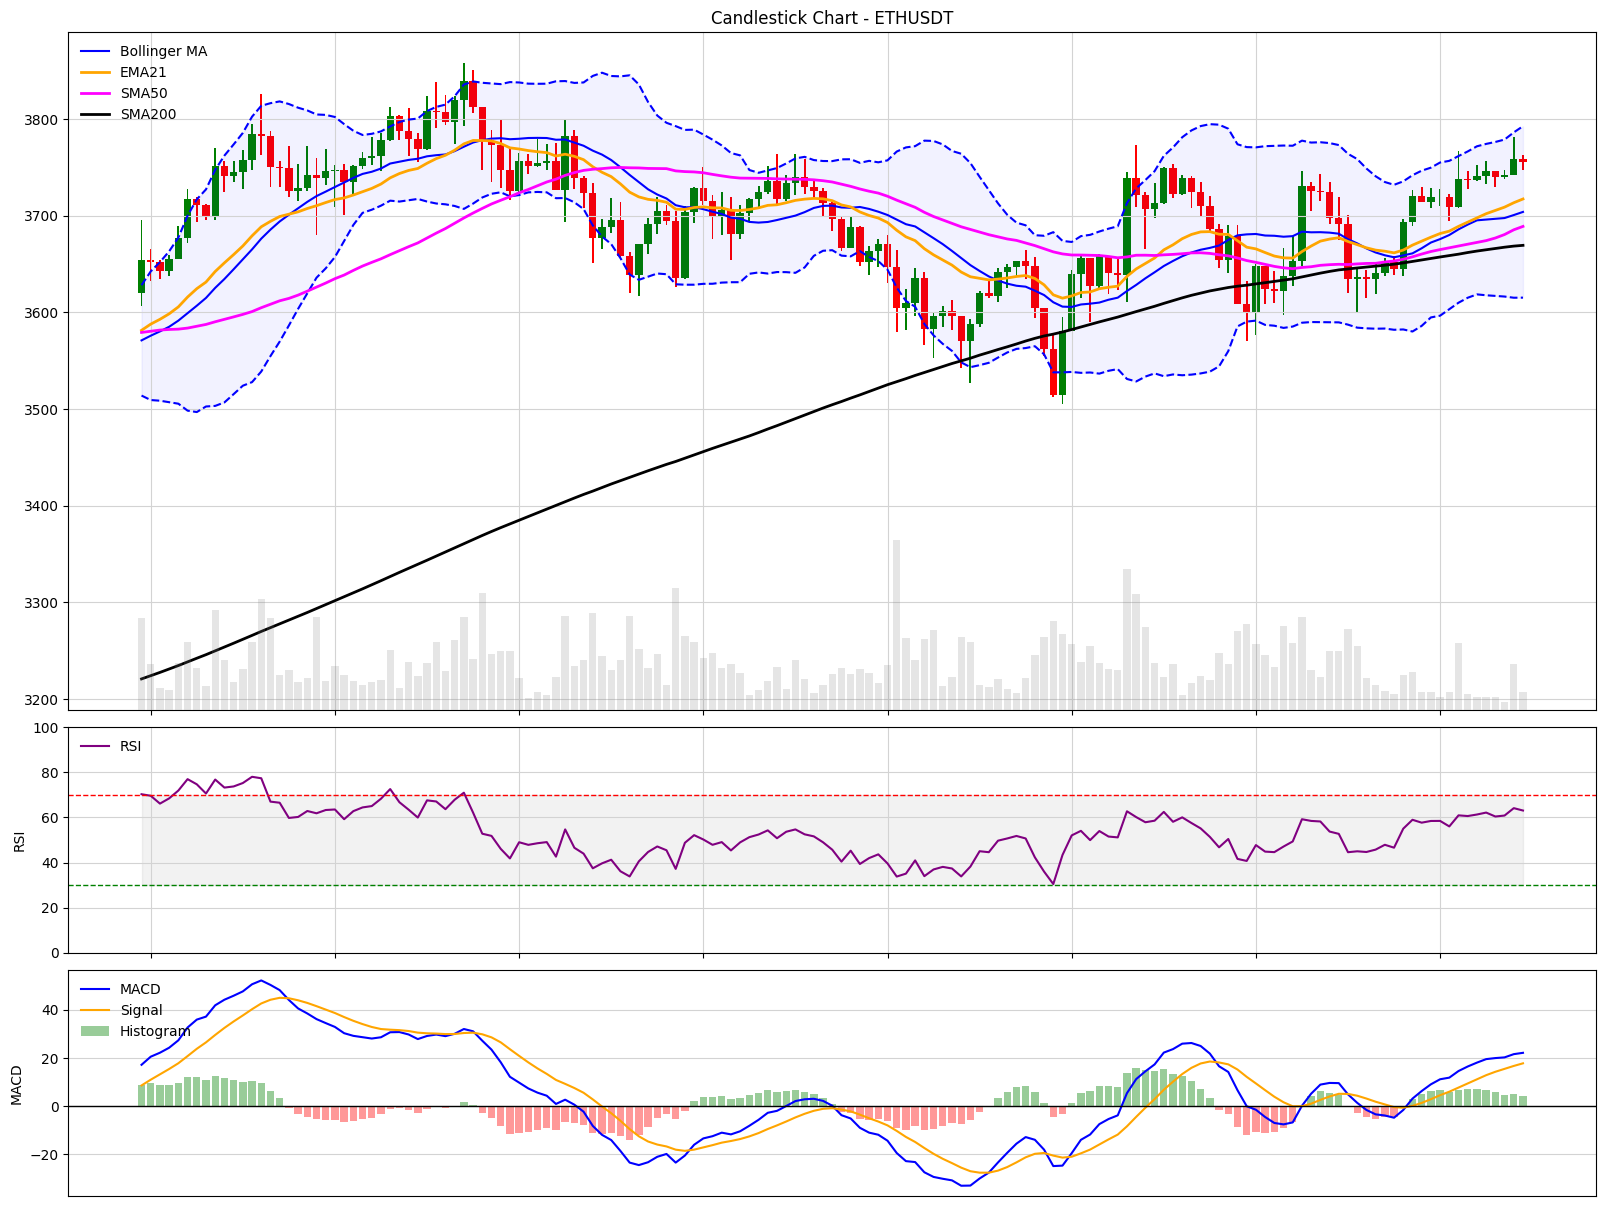 Candlestick Chart - ETHUSDT
Bollinger MA
EMA21
SMA50
SMA200
3800
3700
3600
3500
3400
3300
3200
RSI
100
80
60
40
20
0
RSI
MACD
Signal
Histogram
40
20
0
−20
MACD